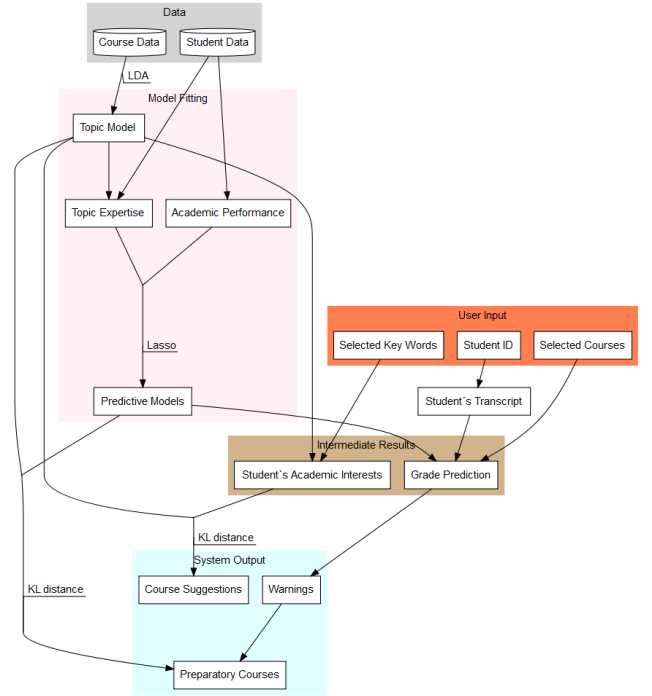 Data
Course Data
Student Data
LDA
Model Fitting
Topic Model
Topic Expertise
Academic Performance
User Input
Lasso
Selected Key Words
Student ID
Selected Courses
Predictive Models
Student´s Transcript
Intermediate Results
Student´s Academic Interests
Grade Prediction
KL distance
System Output
KL distance
Course Suggestions
Warnings
Preparatory Courses